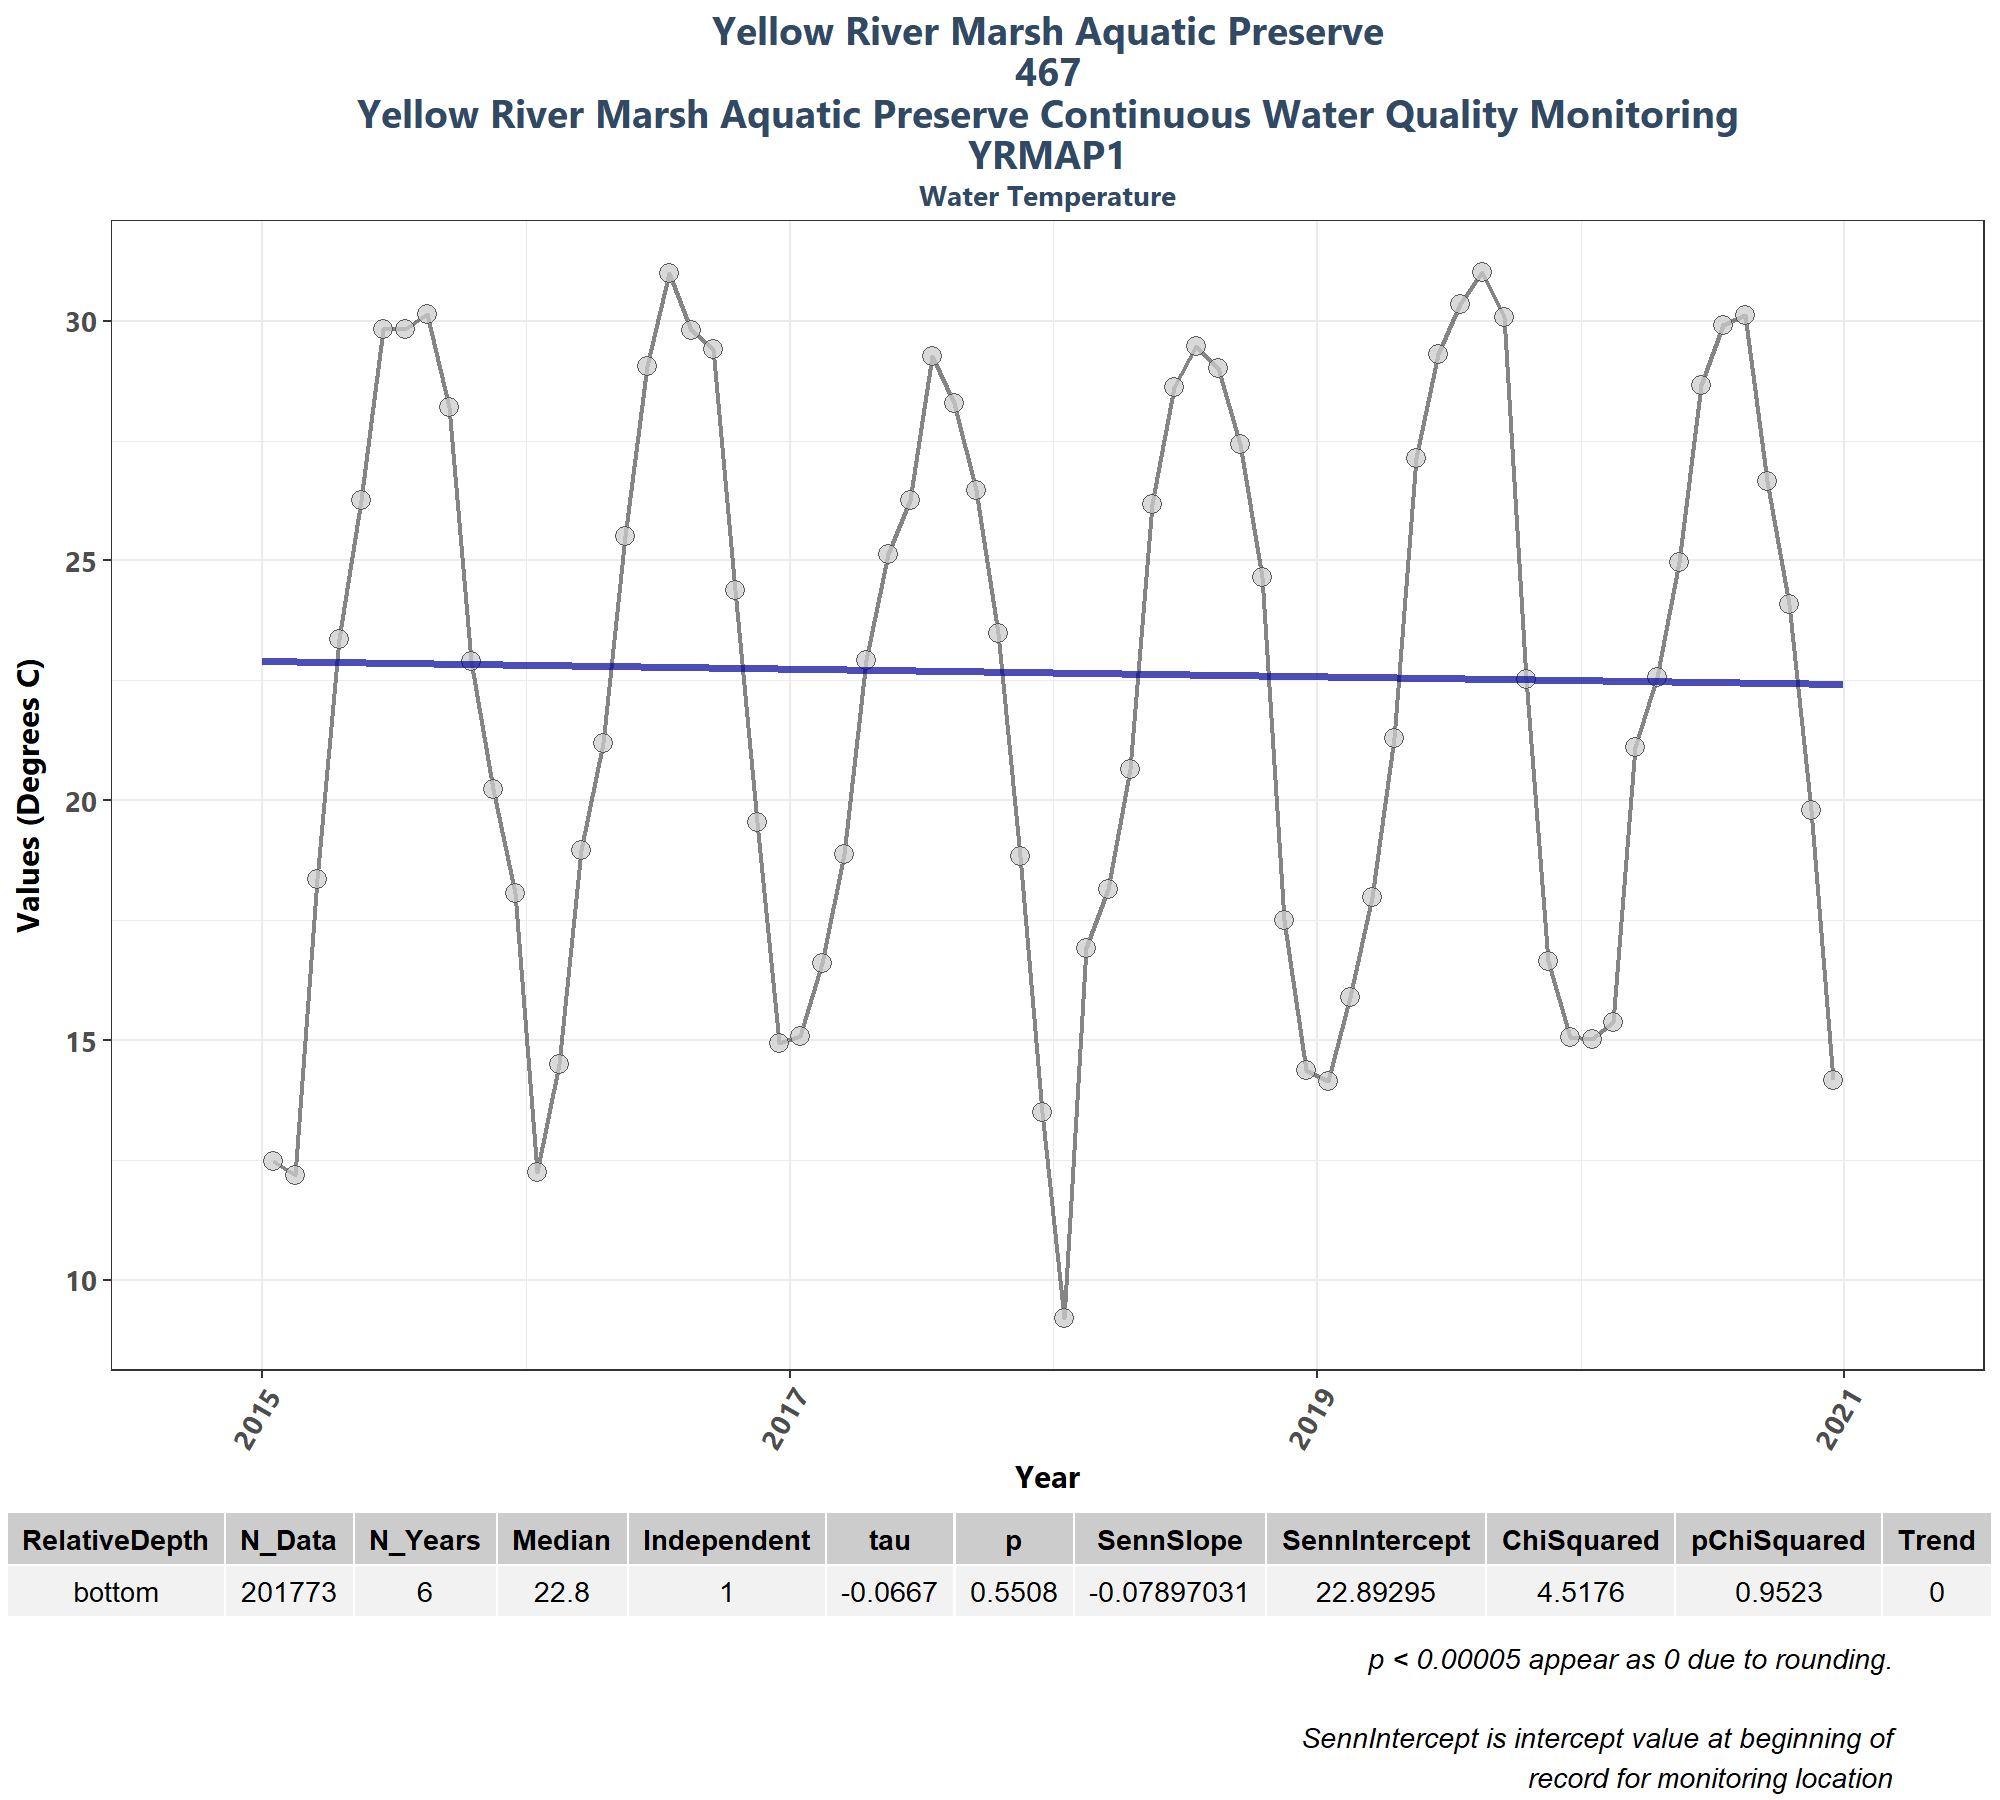 Yellow River Marsh Aquatic Preserve
467
Yellow River Marsh Aquatic Preserve Continuous Water Quality Monitoring
YRMAP1
Water Temperature
Values (Degrees C)
30
25
20
15
10
2015 2017 2019 2021
Year
RelativeDepth N_Data N_Years Median Independent tau p SennSlope SennIntercept ChiSquared pChiSquared Trend
bottom 201773 6 22.8 1 -0.0667 0.5508 -0.07897031 22.89295 4.5176 0.9523 0
p < 0.00005 appear as 0 due to rounding.
SennIntercept is intercept value at beginning of
record for monitoring location